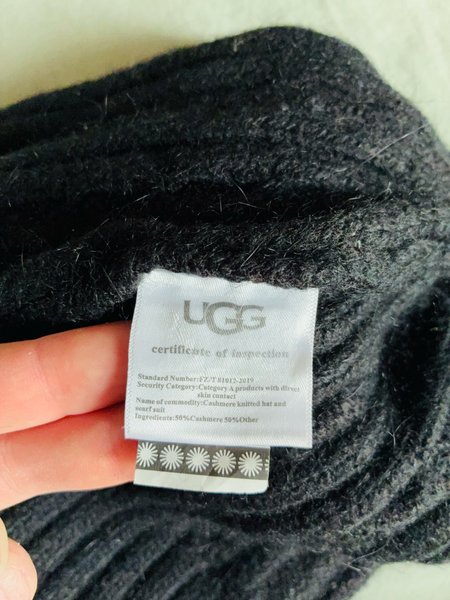 UGG
certificate of inspection
Standard Number:FZ/T 81012-2019
Security Category:Category A products with direct
skin contact
Name of commodity:Cashmere knitted hat and
scarf suit
Ingredients:50%Cashmere 50%Other